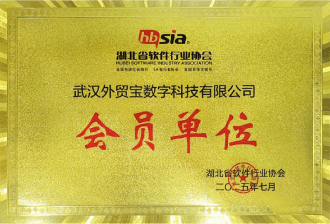 hbsia
湖北省软件行业协会
HUBEI SOFTWARE INDUSTRY ASSOCIATION
武汉外贸宝数字科技有限公司
会员单位
湖北省软件行业协会
二〇二五年七月